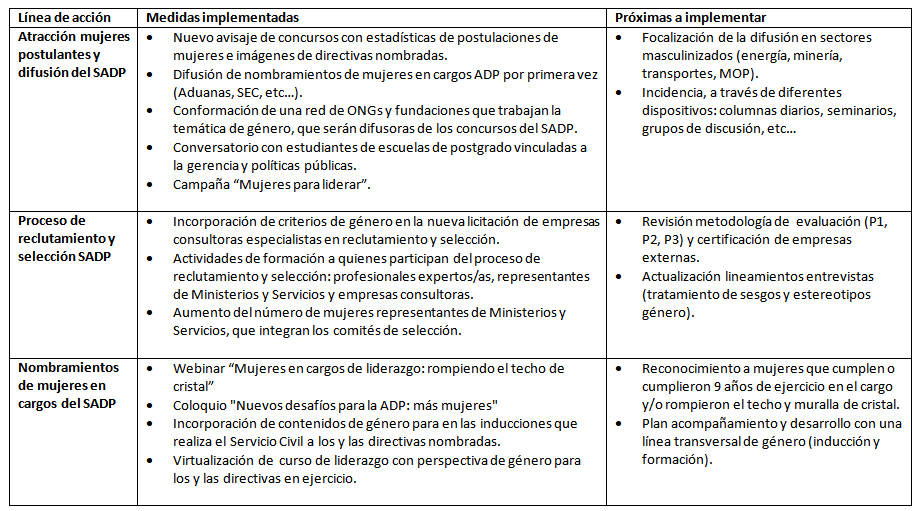 Línea de acción
Medidas implementadas
Próximas a implementar
Atracción mujeres
postulantes y
difusión del SADP
• Nuevo avisaje de concursos con estadísticas de postulaciones de
mujeres e imágenes de directivas nombradas.
• Difusión de nombramientos de mujeres en cargos ADP por primera vez
(Aduanas, SEC, etc…).
• Conformación de una red de ONGs y fundaciones que trabajan la
temática de género, que serán difusoras de los concursos del SADP.
• Conversatorio con estudiantes de escuelas de postgrado vinculadas a
la gerencia y políticas públicas.
• Campaña “Mujeres para liderar”.
• Focalización de la difusión en sectores
masculinizados (energía, minería,
transportes, MOP).
• Incidencia, a través de diferentes
dispositivos: columnas diarios, seminarios,
grupos de discusión, etc…
Proceso de
reclutamiento y
selección SADP
• Incorporación de criterios de género en la nueva licitación de empresas
consultoras especialistas en reclutamiento y selección.
• Actividades de formación a quienes participan del proceso de
reclutamiento y selección: profesionales expertos/as, representantes
de Ministerios y Servicios y empresas consultoras.
• Aumento del número de mujeres representantes de Ministerios y
Servicios, que integran los comités de selección.
• Revisión metodología de evaluación (P1,
P2, P3) y certificación de empresas
externas.
• Actualización lineamientos entrevistas
(tratamiento de sesgos y estereotipos
género).
Nombramientos
de mujeres en
cargos del SADP
• Webinar “Mujeres en cargos de liderazgo: rompiendo el techo de
cristal”
• Coloquio "Nuevos desafíos para la ADP: más mujeres"
• Incorporación de contenidos de género para en las inducciones que
realiza el Servicio Civil a los y las directivas nombradas.
• Virtualización de curso de liderazgo con perspectiva de género para
los y las directivas en ejercicio.
• Reconocimiento a mujeres que cumplen o
cumplieron 9 años de ejercicio en el cargo
y/o rompieron el techo y muralla de cristal.
• Plan acompañamiento y desarrollo con una
línea transversal de género (inducción y
formación).